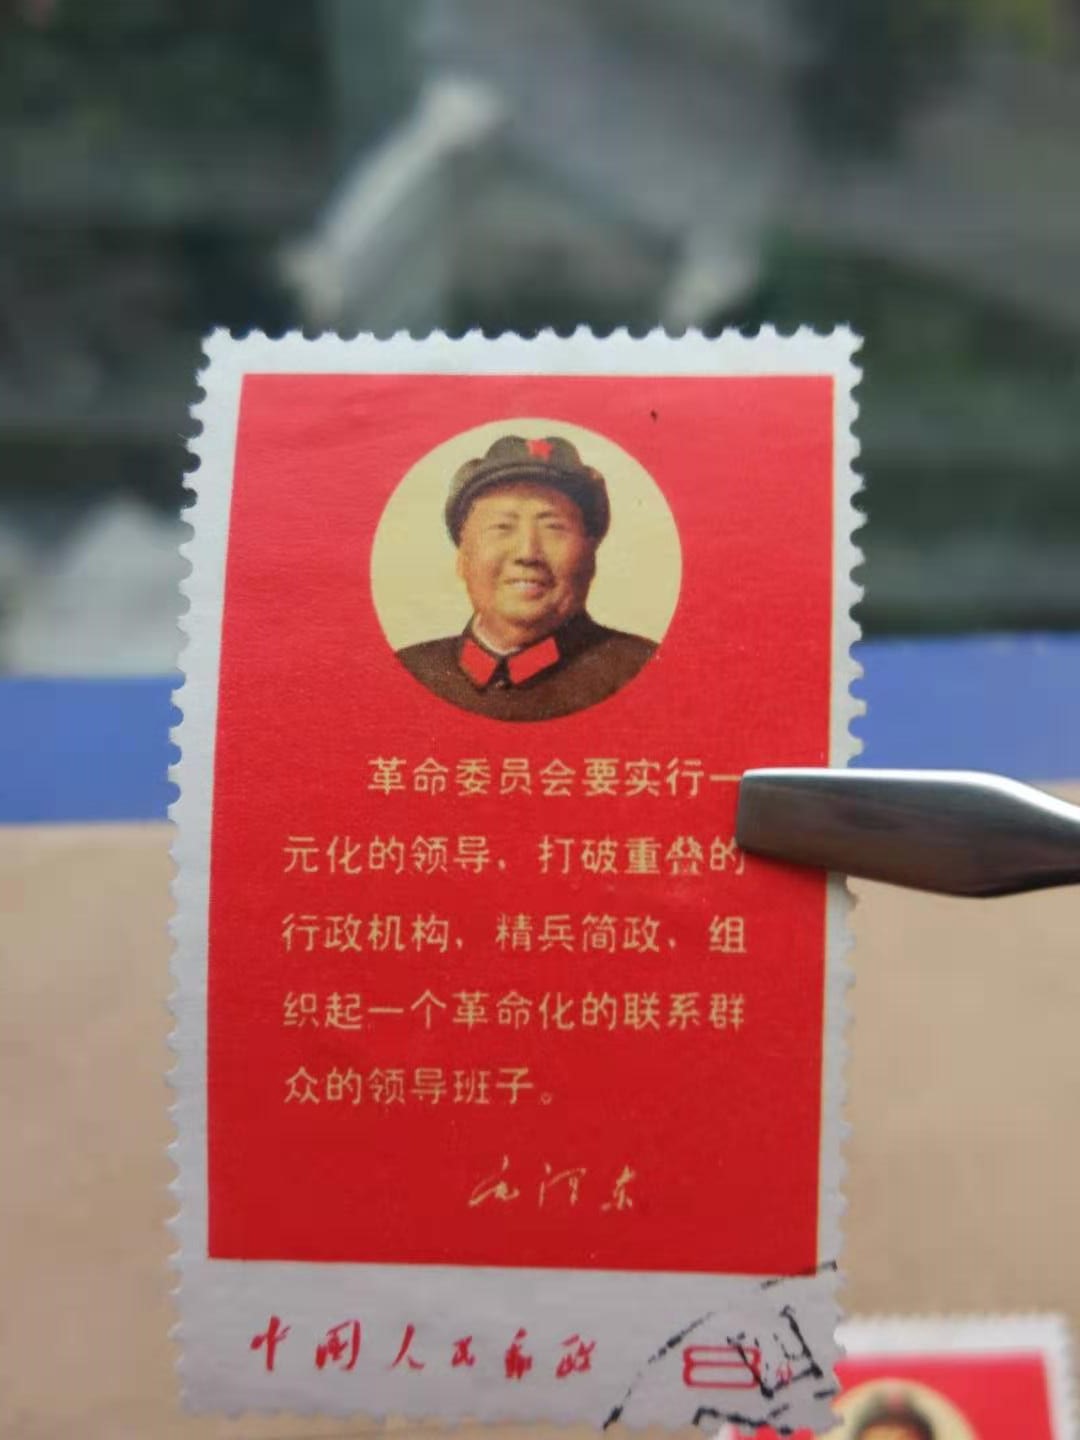 革命委员会要实行一
元化的领导，打破重叠的
行政机构，精兵简政，组
织起一个革命化的联系群
众的领导班子。
毛泽东
中国人民邮政
8